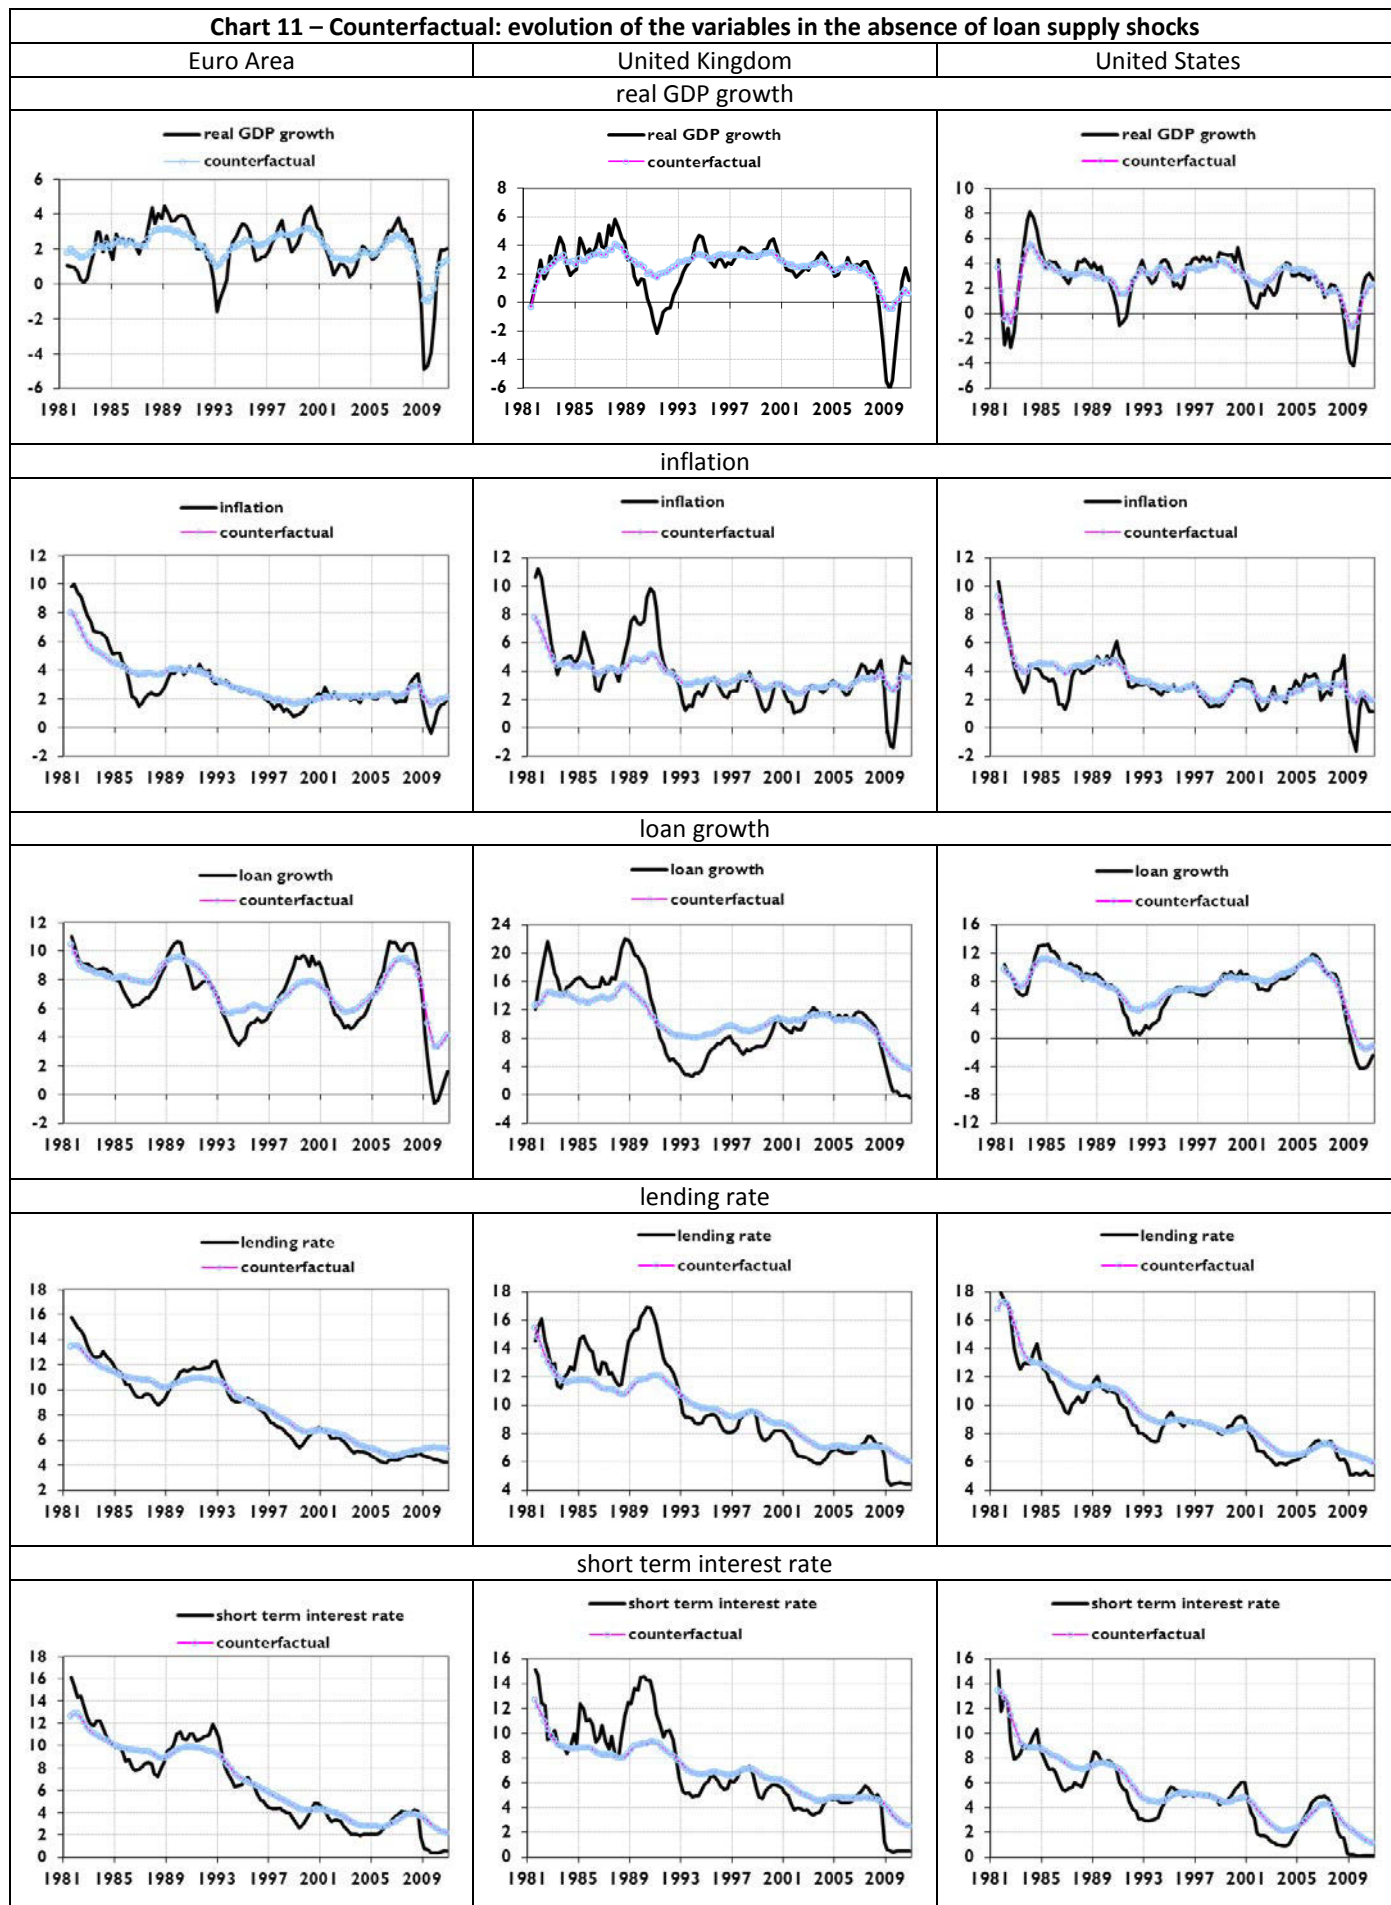 Chart 11 – Counterfactual: evolution of the variables in the absence of loan supply shocks
Euro Area
United Kingdom
United States
real GDP growth
real GDP growth
counterfactual
6
4
2
0
-2
-4
-6
1981 1985 1989 1993 1997 2001 2005 2009
real GDP growth
counterfactual
8
6
4
2
0
-2
-4
-6
1981 1985 1989 1993 1997 2001 2005 2009
real GDP growth
counterfactual
10
8
6
4
2
0
-2
-4
-6
1981 1985 1989 1993 1997 2001 2005 2009
inflation
inflation
counterfactual
12
10
8
6
4
2
0
-2
1981 1985 1989 1993 1997 2001 2005 2009
inflation
counterfactual
12
10
8
6
4
2
0
-2
1981 1985 1989 1993 1997 2001 2005 2009
inflation
counterfactual
12
10
8
6
4
2
0
-2
1981 1985 1989 1993 1997 2001 2005 2009
loan growth
loan growth
counterfactual
12
10
8
6
4
2
0
-2
1981 1985 1989 1993 1997 2001 2005 2009
loan growth
counterfactual
24
20
16
12
8
4
0
-4
1981 1985 1989 1993 1997 2001 2005 2009
loan growth
counterfactual
16
12
8
4
0
-4
-8
-12
1981 1985 1989 1993 1997 2001 2005 2009
lending rate
lending rate
counterfactual
18
16
14
12
10
8
6
4
2
1981 1985 1989 1993 1997 2001 2005 2009
lending rate
counterfactual
18
16
14
12
10
8
6
4
1981 1985 1989 1993 1997 2001 2005 2009
lending rate
counterfactual
18
16
14
12
10
8
6
4
1981 1985 1989 1993 1997 2001 2005 2009
short term interest rate
short term interest rate
counterfactual
18
16
14
12
10
8
6
4
2
0
1981 1985 1989 1993 1997 2001 2005 2009
short term interest rate
counterfactual
16
14
12
10
8
6
4
2
0
1981 1985 1989 1993 1997 2001 2005 2009
short term interest rate
counterfactual
16
14
12
10
8
6
4
2
0
1981 1985 1989 1993 1997 2001 2005 2009